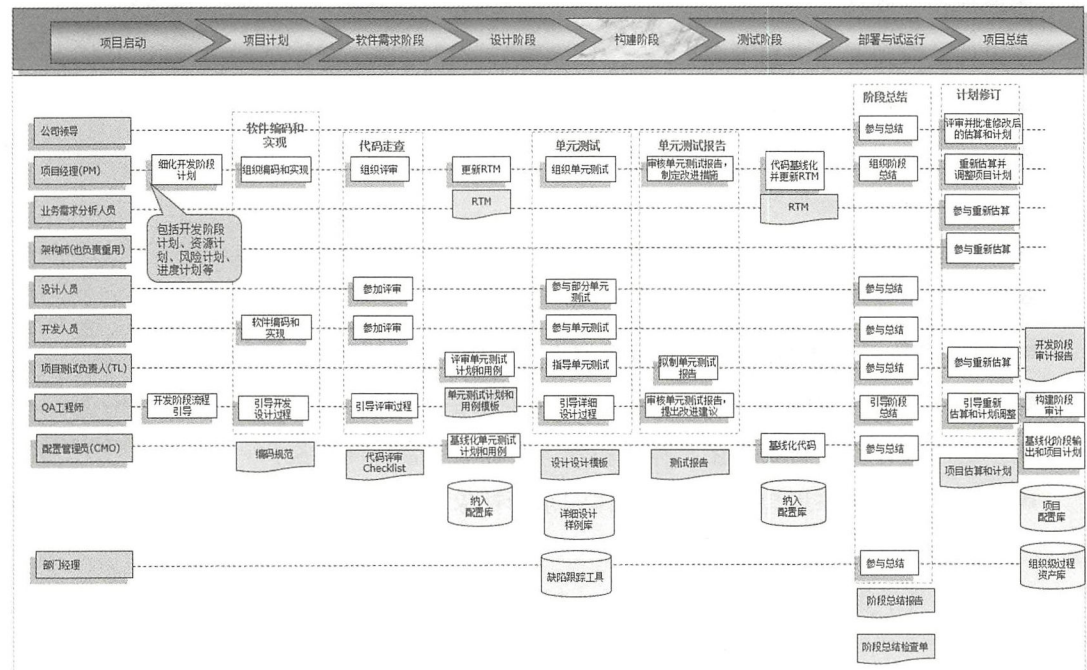 项目启动
项目计划
软件需求阶段
设计阶段
构建阶段
测试阶段
部署与试运行
项目总结
阶段总结
计划修订
公司领导
软件编码和
实现
代码走查
单元测试
单元测试报告
参与总结
评审并批准修改后
的估算和计划
项目经理(PM)
细化开发阶段
计划
组织编码和实现
组织评审
更新RTM
组织单元测试
审核单元测试报告，
制定改进措施
代码基线化
并更新RTM
组织阶段
总结
重新估算并
调整项目计划
RTM
RTM
业务需求分析人员
参与重新估算
包括开发阶段
计划、资源计
划、风险计划、
进度计划等
架构师(也负责重用)
参与重新估算
设计人员
参加评审
参与部分单元
测试
参与总结
开发人员
软件编码和
实现
参加评审
参与单元测试
参与总结
开发阶段
审计报告
项目测试负责人(TL)
评审单元测试
计划和用例
指导单元测试
拟制单元测试
报告
参与总结
参与重新估算
QA工程师
开发阶段流程
引导
引导开发
设计过程
引导评审过程
单元测试计划和
用例模板
引导详细
设计过程
审核单元测试报告，
提出改进建议
引导阶段
总结
引导重新
估算和计划调整
构建阶段
审计
配置管理员(CMO)
编码规范
代码评审
Checklist
基线化单元测试
计划和用例
设计设计模板
测试报告
基线化代码
参与总结
项目估算和计划
基线化阶段输
出和项目计划
纳入
配置库
详细设计
样例库
纳入
配置库
项目
配置库
部门经理
缺陷跟踪工具
参与总结
组织级过程
资产库
阶段总结报告
阶段总结检查单